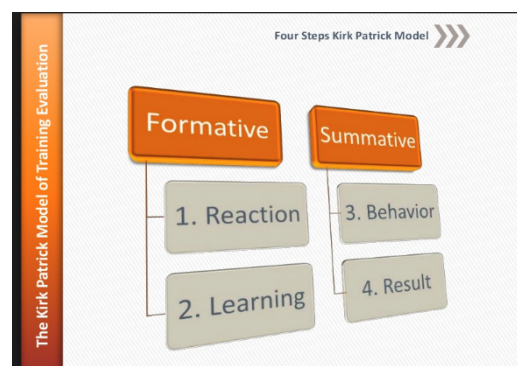 Four Steps Kirk Patrick Model
The Kirk Patrick Model of Training Evaluation
Formative
1. Reaction
2. Learning
Summative
3. Behavior
4. Result